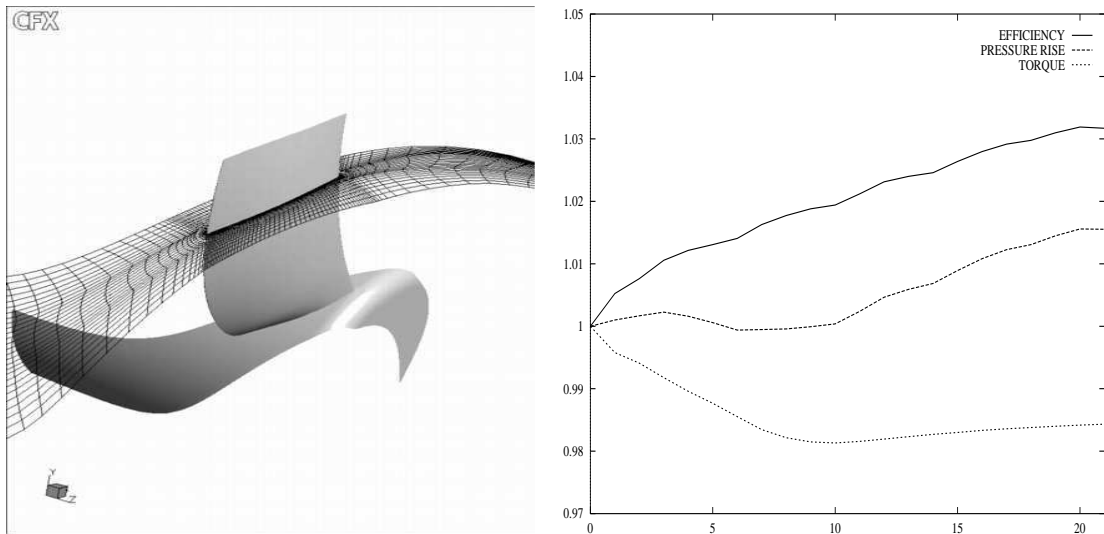 CFX
Y
Z
1.05
1.04
1.03
1.02
1.01
1
0.99
0.98
0.97
EFFICIENCY
PRESSURE RISE
TORQUE
0
5
10
15
20